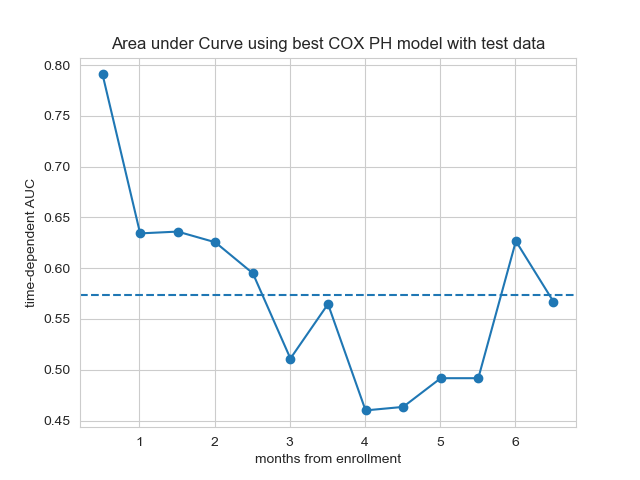 Area under Curve using best COX PH model with test data
time-dependent AUC
0.80
0.75
0.70
0.65
0.60
0.55
0.50
0.45
1 2 3 4 5 6
months from enrollment